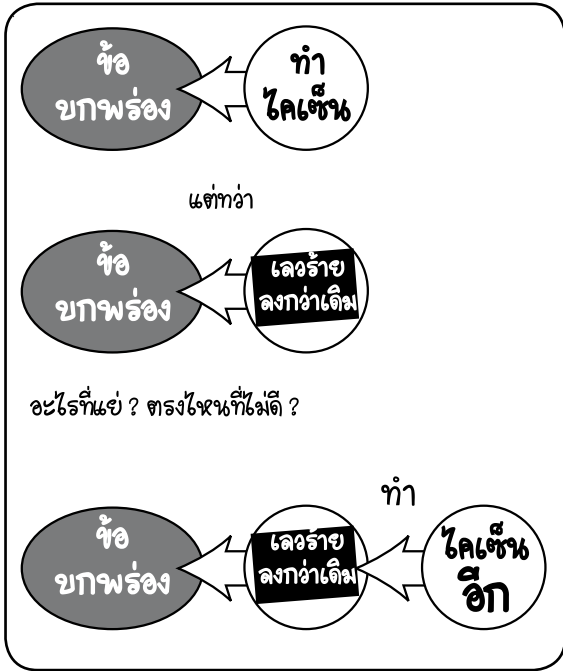 ข้อ
บกพร่อง
ทำ
ไคเซ็น
แต่ทว่า
ข้อ
บกพร่อง
เลวร้าย
ลงกว่าเดิม
อะไรที่แย่ ? ตรงไหนที่ไม่ดี ?
ทำ
ข้อ
บกพร่อง
เลวร้าย
ลงกว่าเดิม
ไคเซ็น
อีก